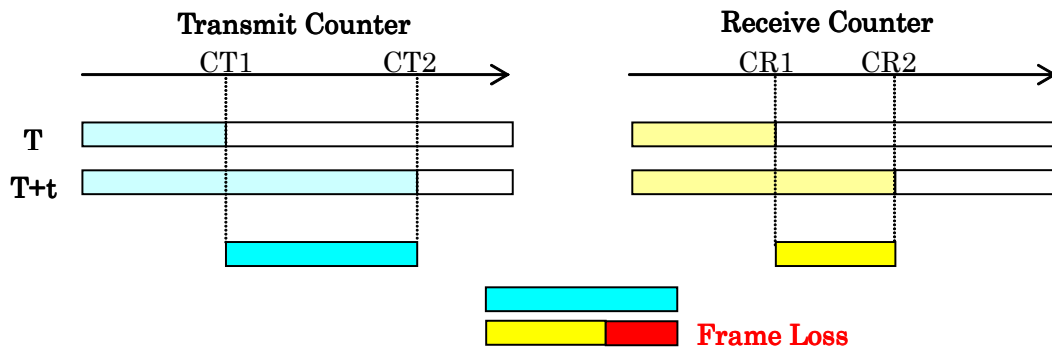 Transmit Counter
Receive Counter
CT1 CT2
CR1 CR2
T
T+t
Frame Loss